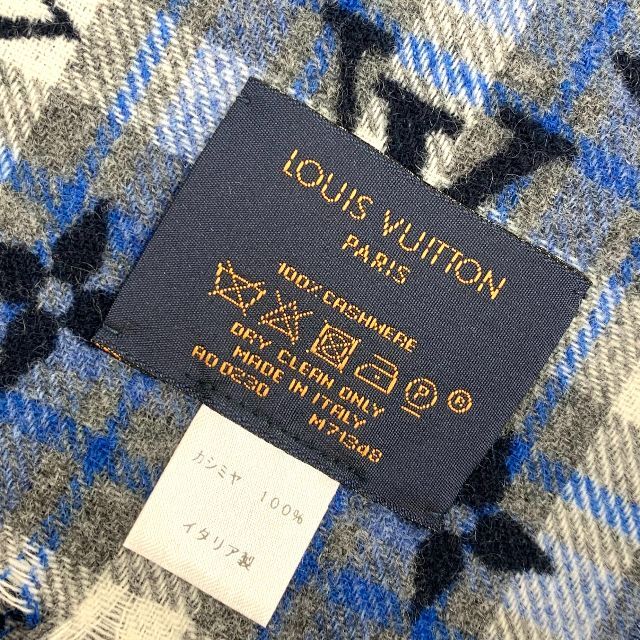 LOUIS VUITTON
PARIS
100% CASHMERE
P
DRY CLEAN ONLY
MADE IN ITALY
AO 0230 M71348
カシミヤ 100%
イタリア製